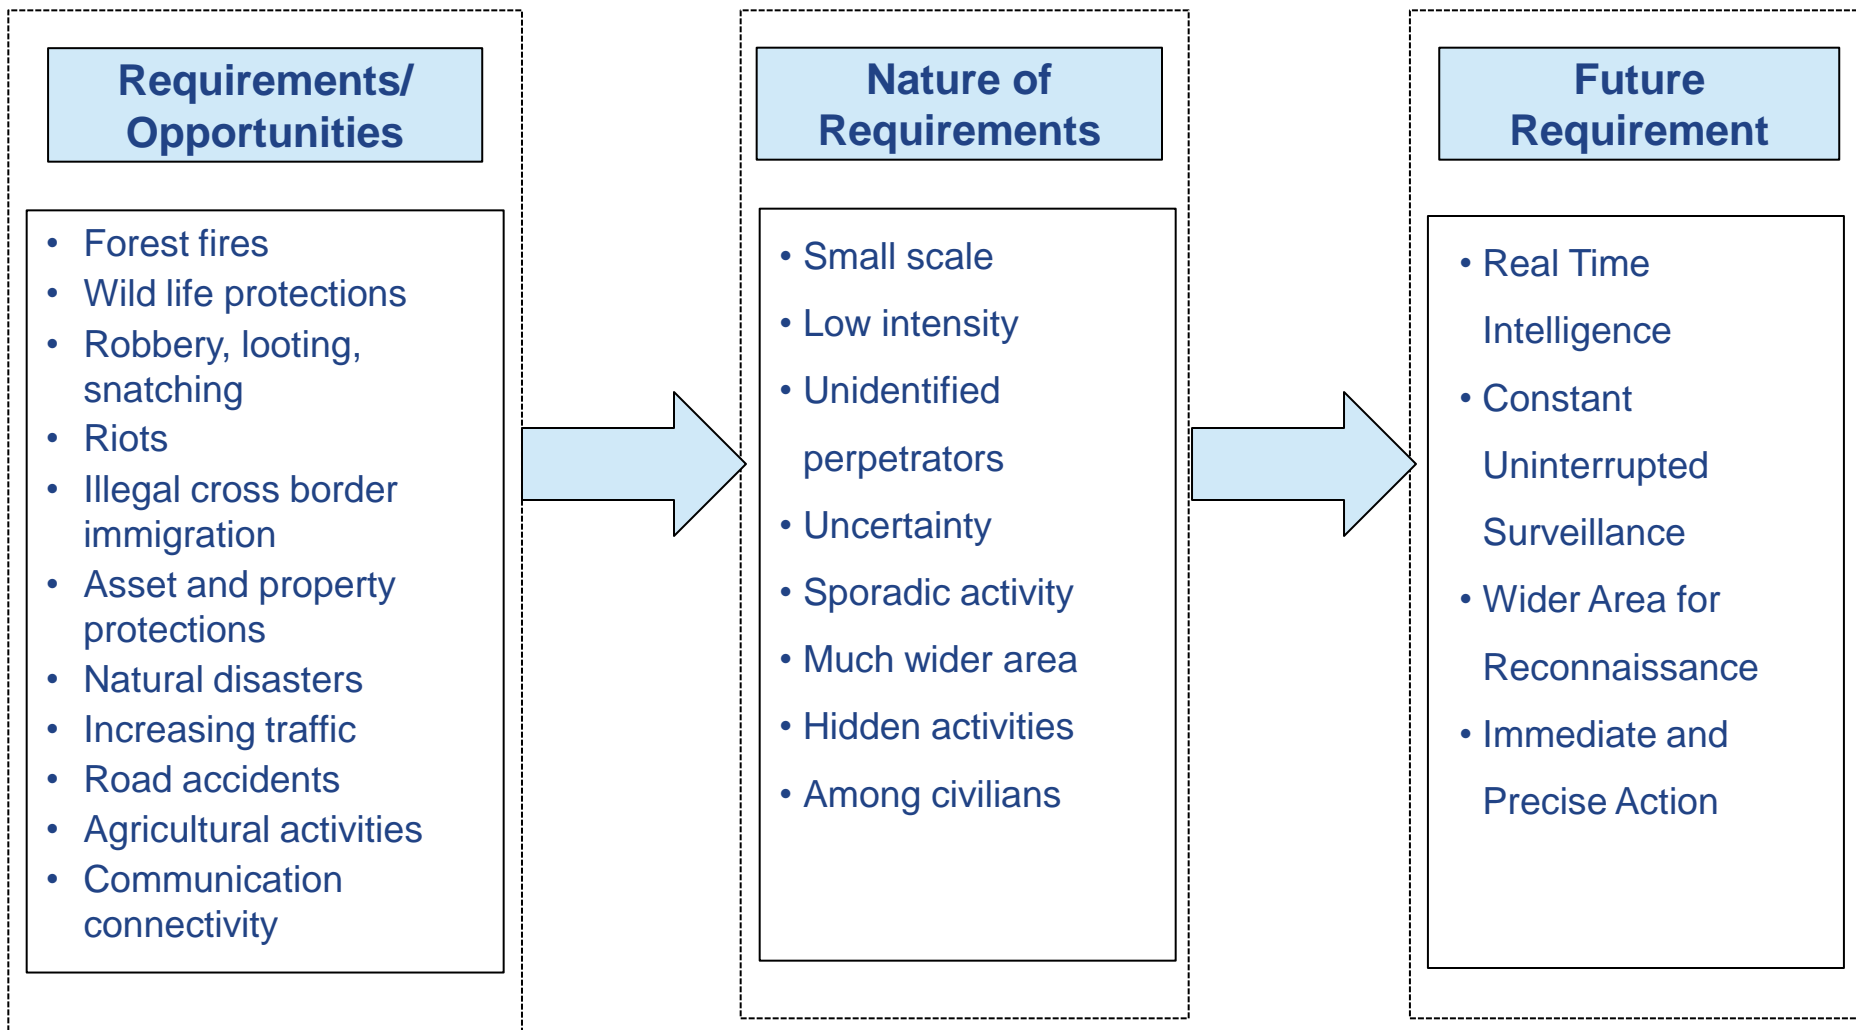 Requirements/
Opportunities
• Forest fires
• Wild life protections
• Robbery, looting,
snatching
• Riots
• Illegal cross border
immigration
• Asset and property
protections
• Natural disasters
• Increasing traffic
• Road accidents
• Agricultural activities
• Communication
connectivity
Nature of
Requirements
• Small scale
• Low intensity
• Unidentified
perpetrators
• Uncertainty
• Sporadic activity
• Much wider area
• Hidden activities
• Among civilians
Future
Requirement
• Real Time
Intelligence
• Constant
Uninterrupted
Surveillance
• Wider Area for
Reconnaissance
• Immediate and
Precise Action